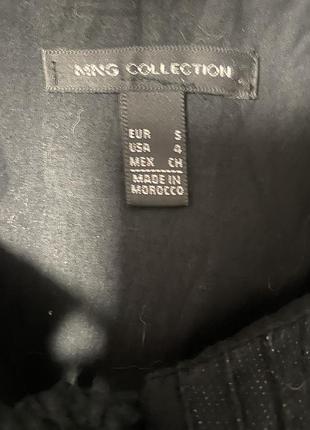 MNG COLLECTION
EUR S
USA 4
MEX CH
MADE IN
MOROCCO